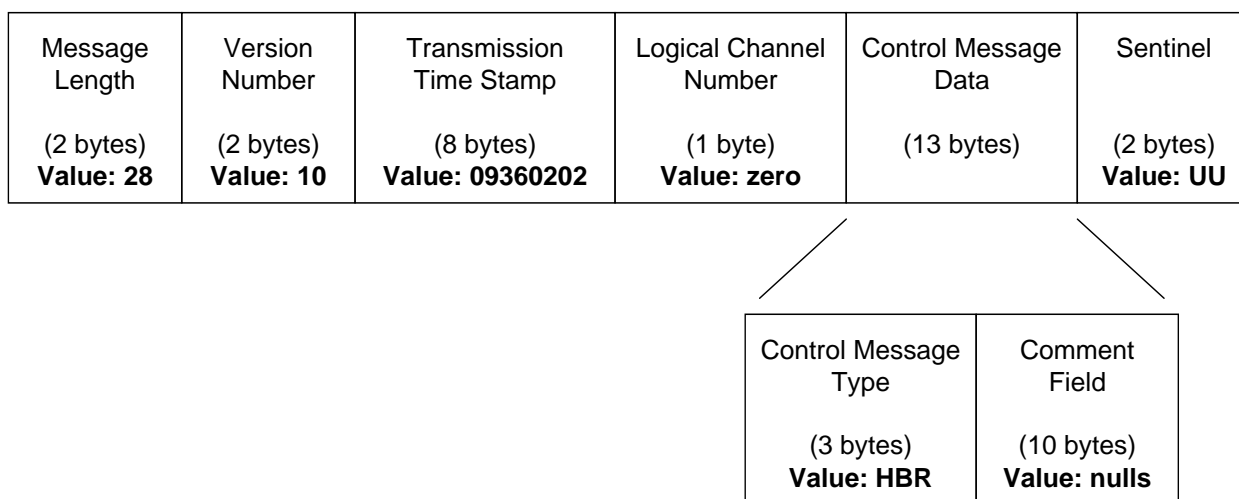 Message
Length
(2 bytes)
Value: 28
Version
Number
(2 bytes)
Value: 10
Transmission
Time Stamp
(8 bytes)
Value: 09360202
Logical Channel
Number
(1 byte)
Value: zero
Control Message
Data
(13 bytes)
Sentinel
(2 bytes)
Value: UU
Control Message
Type
(3 bytes)
Value: HBR
Comment
Field
(10 bytes)
Value: nulls